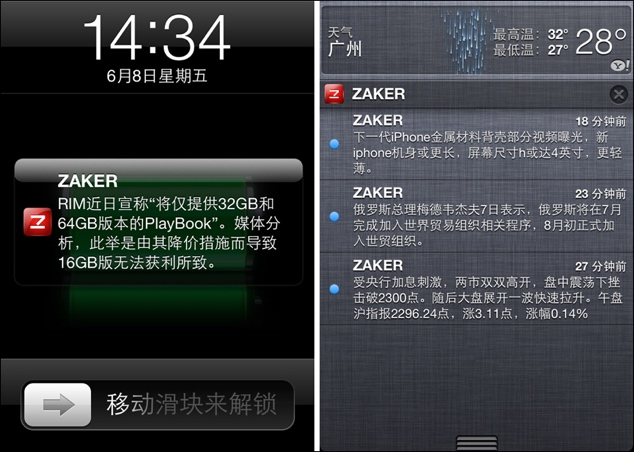 14:34
6月8日星期五
ZAKER
RIM近日宣称“将仅提供32GB和
64GB版本的PlayBook”。媒体分
析，此举是由其降价措施而导致
16GB版无法获利所致。
移动滑块来解锁
天气
广州
最高温： 32°
最低温： 27°
28°
Y!
ZAKER
ZAKER 18 分钟前
下一代iPhone金属材料背壳部分视频曝光，新
iphone机身或更长，屏幕尺寸h或达4英寸，更轻
薄。
ZAKER 23 分钟前
俄罗斯总理梅德韦杰夫7日表示，俄罗斯将在7月
完成加入世界贸易组织相关程序，8月初正式加
入世贸组织。
ZAKER 27 分钟前
受央行加息刺激，两市双双高开，盘中震荡下挫
击破2300点。随后大盘展开一波快速拉升。午盘
沪指报2296.24点，涨3.11点，涨幅0.14%